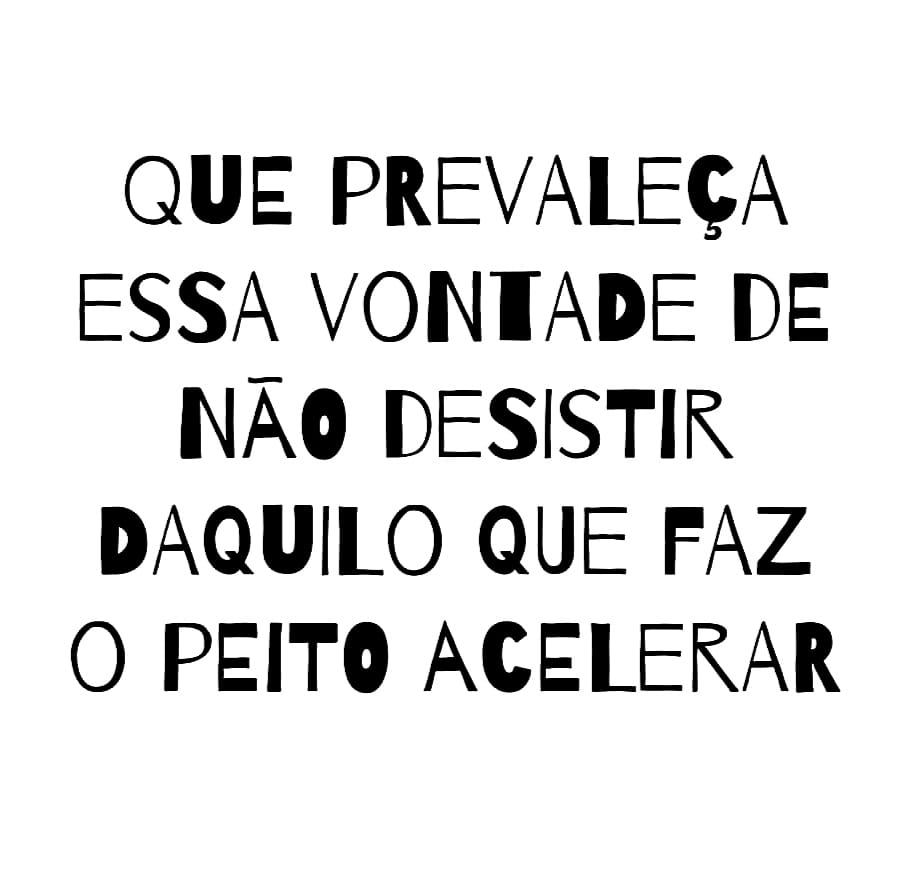 QUE PREVALEÇA
ESSA VONTADE DE
NÃO DESISTIR
DAQUILO QUE FAZ
O PEITO ACELERAR